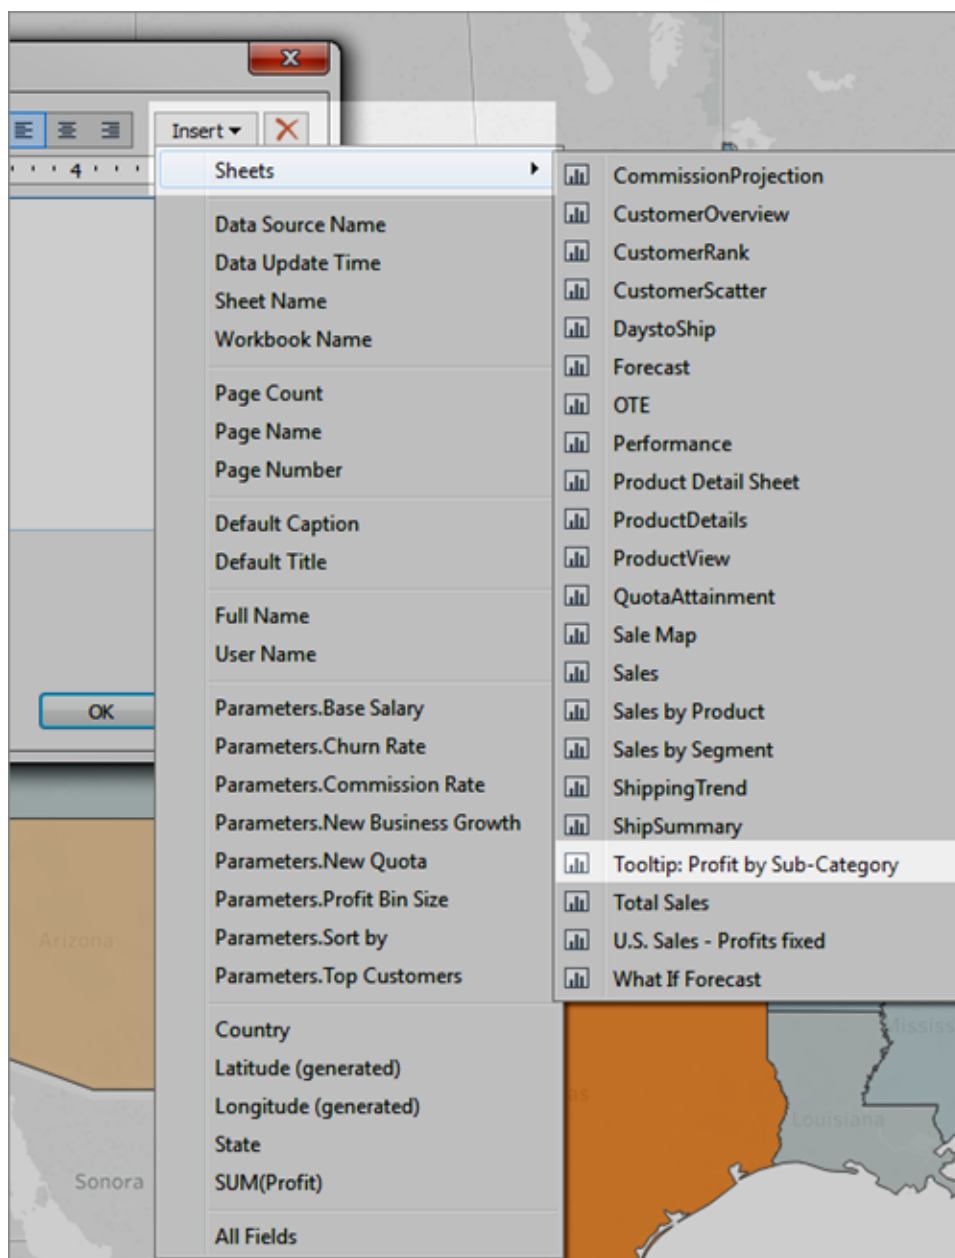 Insert
4
Sheets
Data Source Name
Data Update Time
Sheet Name
Workbook Name
Page Count
Page Name
Page Number
Default Caption
Default Title
Full Name
User Name
OK
Parameters.Base Salary
Parameters.Churn Rate
Parameters.Commission Rate
Parameters.New Business Growth
Parameters.New Quota
Parameters.Profit Bin Size
Parameters.Sort by
Parameters.Top Customers
Country
Latitude (generated)
Longitude (generated)
State
SUM(Profit)
All Fields
CommissionProjection
CustomerOverview
CustomerRank
CustomerScatter
DaystoShip
Forecast
OTE
Performance
Product Detail Sheet
ProductDetails
ProductView
QuotaAttainment
Sale Map
Sales
Sales by Product
Sales by Segment
ShippingTrend
ShipSummary
Tooltip: Profit by Sub-Category
Total Sales
U.S. Sales - Profits fixed
What If Forecast
Arizona
Sonora
as
Louisiana
Mississ